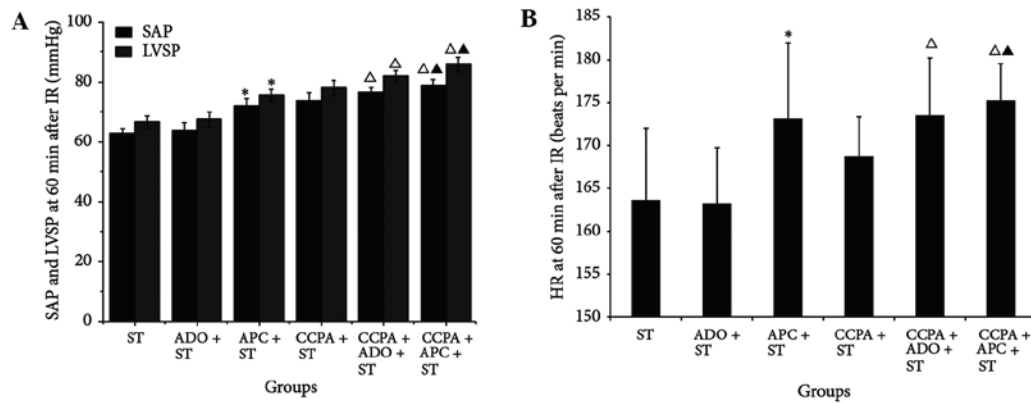 A
SAP and LVSP at 60 min after IR (mmHg)
100
80
60
40
20
0
SAP
LVSP
* *
△ △
△▲ △▲
ST
ADO +
ST
APC +
ST
CCPA +
ST
CCPA +
ADO +
ST
CCPA +
APC +
ST
Groups
B
HR at 60 min after IR (beats per min)
185
180
175
170
165
160
155
150
*
△
△▲
ST
ADO +
ST
APC +
ST
CCPA +
ST
CCPA +
ADO +
ST
CCPA +
APC +
ST
Groups